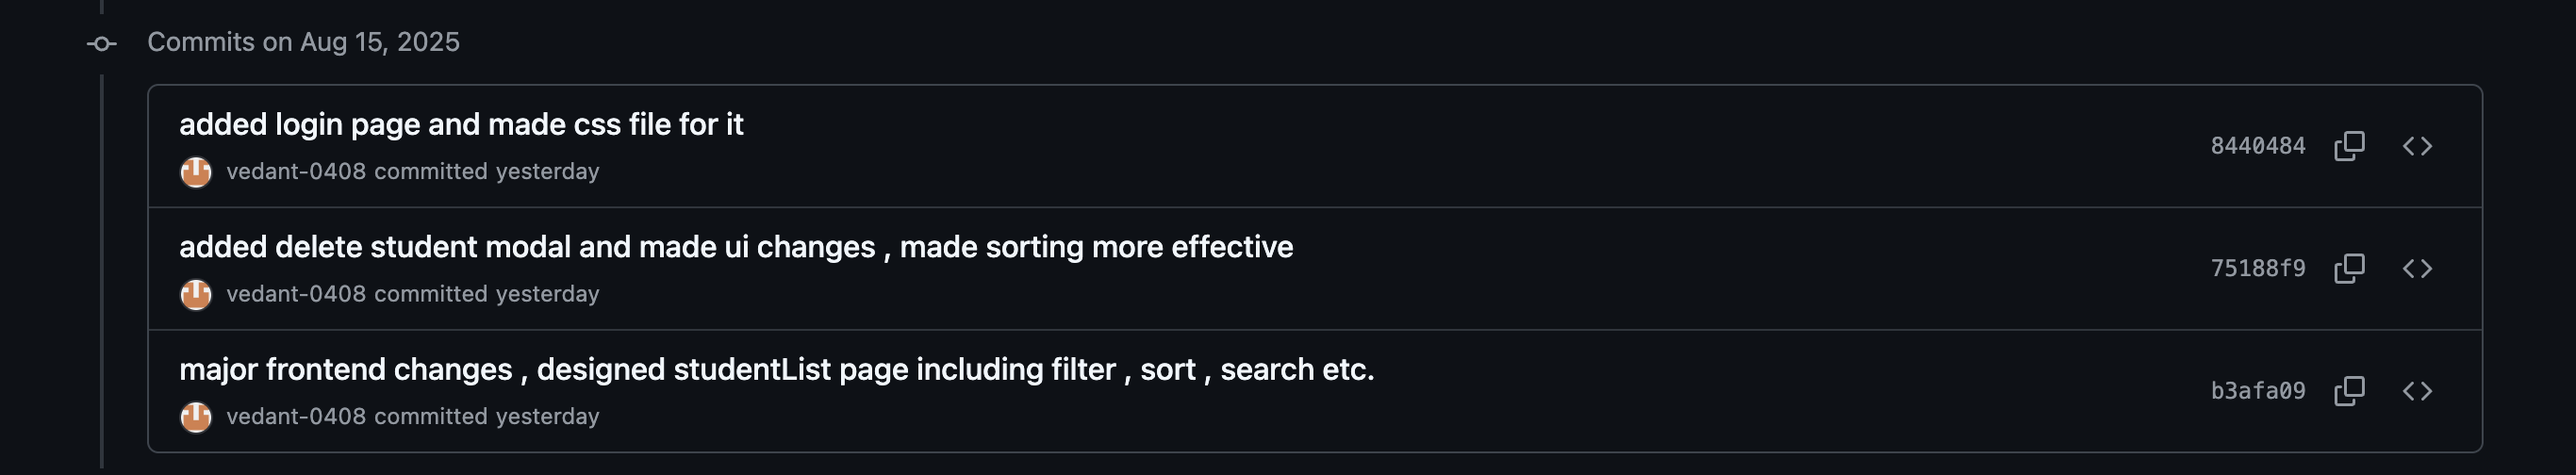 Commits on Aug 15, 2025
added login page and made css file for it
vedant-0408 committed yesterday
8440484
added delete student modal and made ui changes , made sorting more effective
vedant-0408 committed yesterday
75188f9
major frontend changes , designed studentList page including filter , sort , search etc.
vedant-0408 committed yesterday
b3afa09